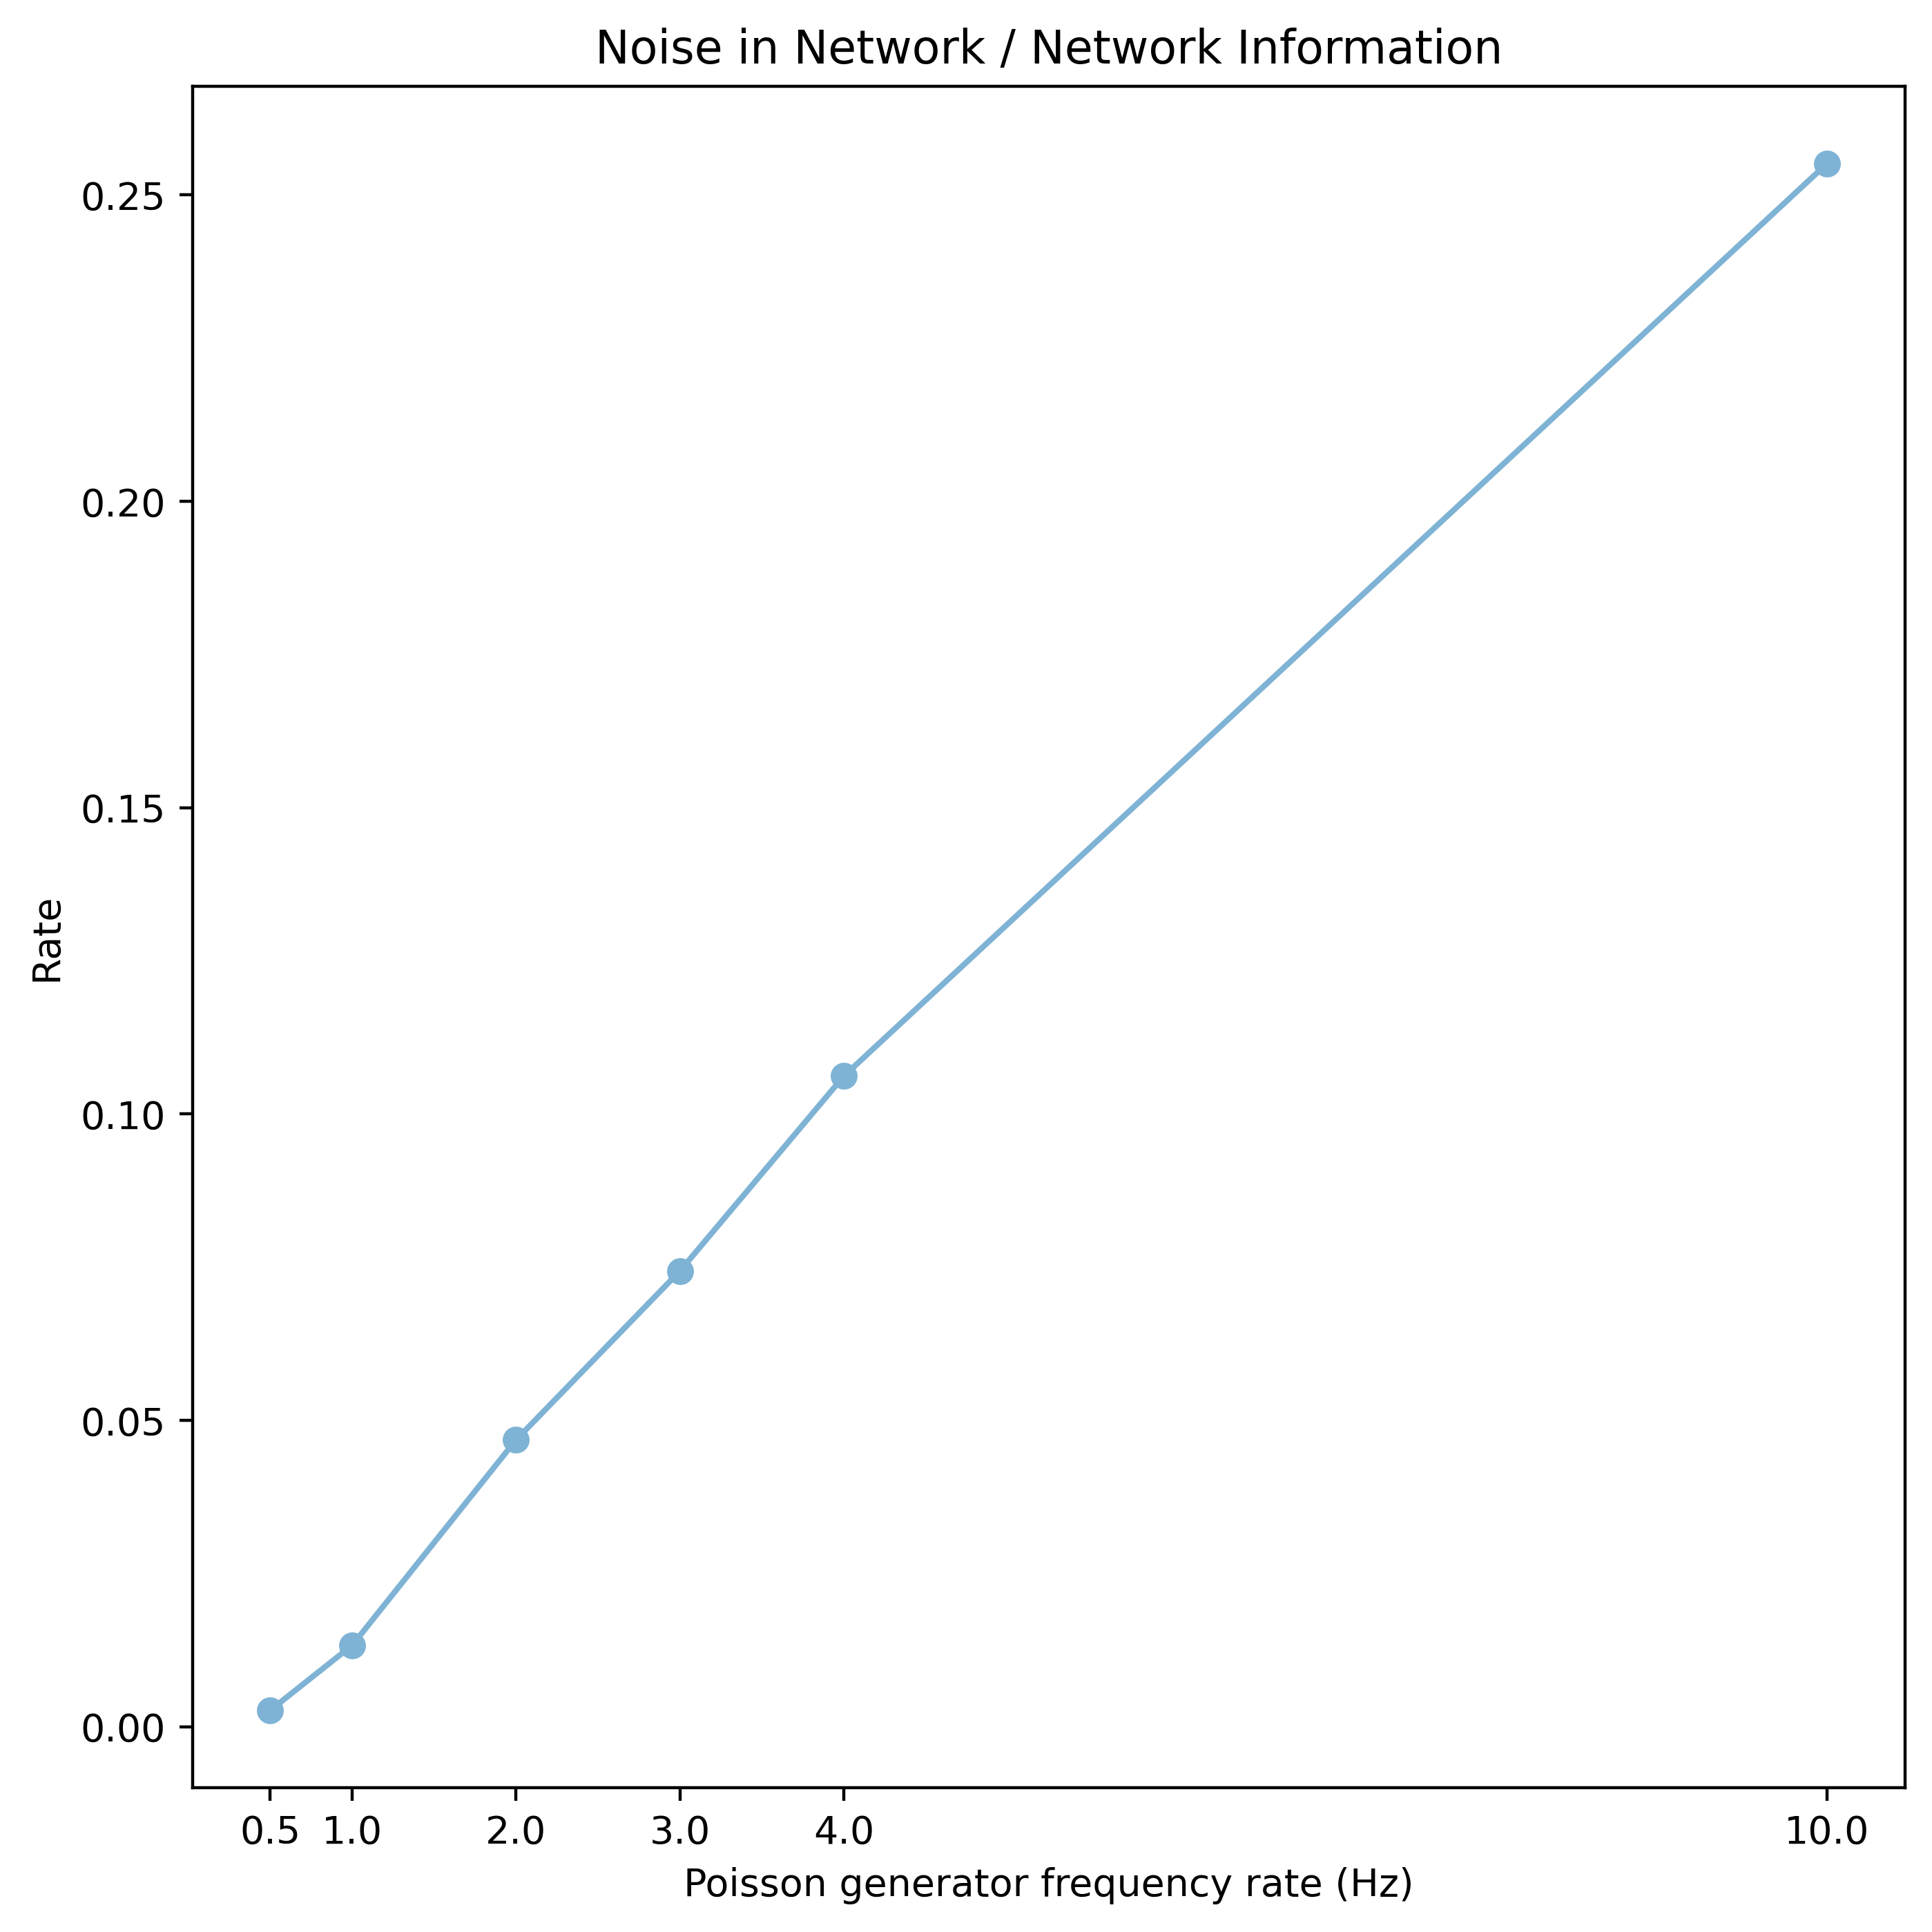 Noise in Network / Network Information
0.25
0.20
0.15
0.10
0.05
0.00
Rate
0.5 1.0 2.0 3.0 4.0 10.0
Poisson generator frequency rate (Hz)